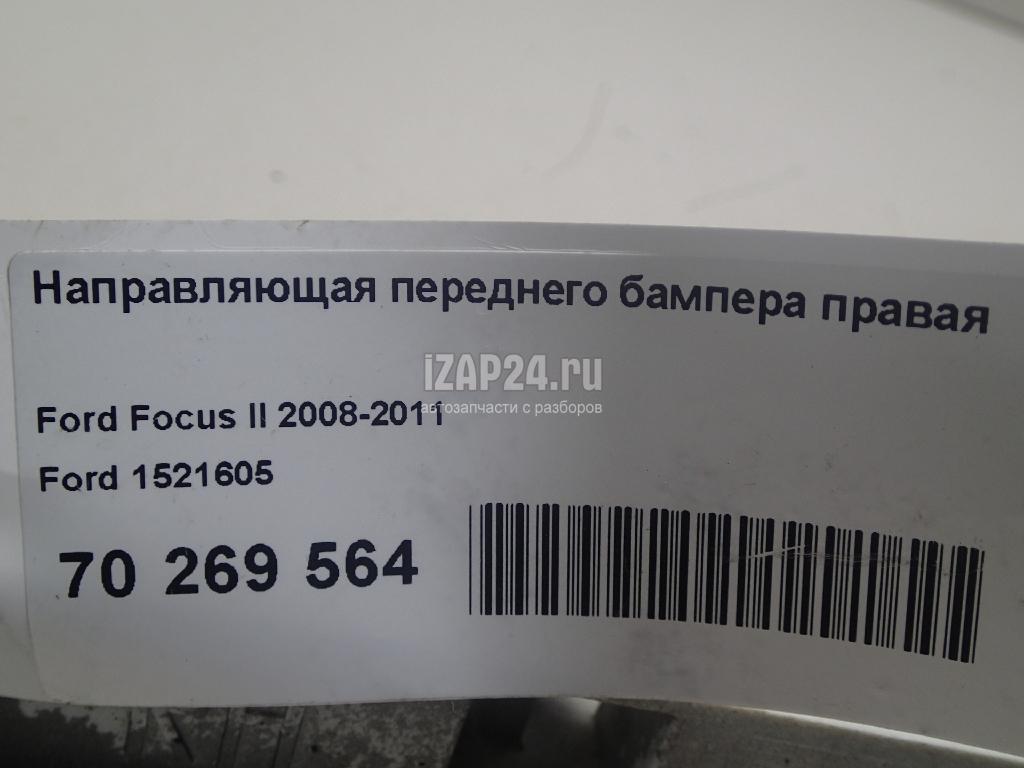 Направляющая переднего бампера правая
iZAP24.ru
автозапчасти с разборов
Ford Focus II 2008-2011
Ford 1521605
70 269 564